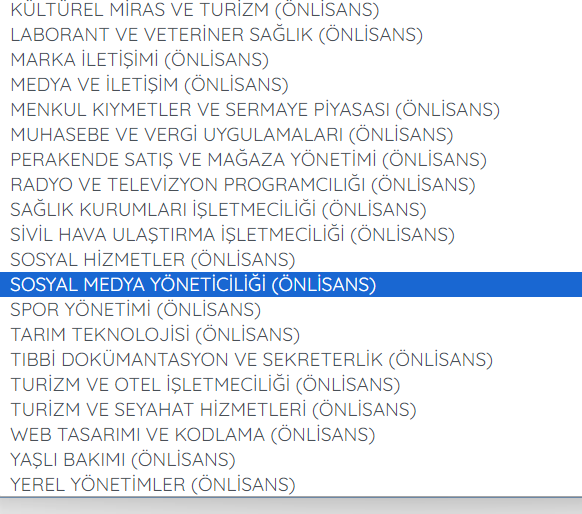 KÜLTÜREL MİRAS VE TURİZM (ÖNLİSANS)
LABORANT VE VETERİNER SAĞLIK (ÖNLİSANS)
MARKA İLETİŞİMİ (ÖNLİSANS)
MEDYA VE İLETİŞİM (ÖNLİSANS)
MENKUL KIYMETLER VE SERMAYE PİYASASI (ÖNLİSANS)
MUHASEBE VE VERGİ UYGULAMALARI (ÖNLİSANS)
PERAKENDE SATIŞ VE MAĞAZA YÖNETİMİ (ÖNLİSANS)
RADYO VE TELEVİZYON PROGRAMCILIĞI (ÖNLİSANS)
SAĞLIK KURUMLARI İŞLETMECİLİĞİ (ÖNLİSANS)
SİVİL HAVA ULAŞTIRMA İŞLETMECİLİĞİ (ÖNLİSANS)
SOSYAL HİZMETLER (ÖNLİSANS)
SOSYAL MEDYA YÖNETİCİLİĞİ (ÖNLİSANS)
SPOR YÖNETİMİ (ÖNLİSANS)
TARIM TEKNOLOJİSİ (ÖNLİSANS)
TIBBİ DOKÜMANTASYON VE SEKRETERLİK (ÖNLİSANS)
TURİZM VE OTEL İŞLETMECİLİĞİ (ÖNLİSANS)
TURİZM VE SEYAHAT HİZMETLERİ (ÖNLİSANS)
WEB TASARIMI VE KODLAMA (ÖNLİSANS)
YAŞLI BAKIMI (ÖNLİSANS)
YEREL YÖNETİMLER (ÖNLİSANS)